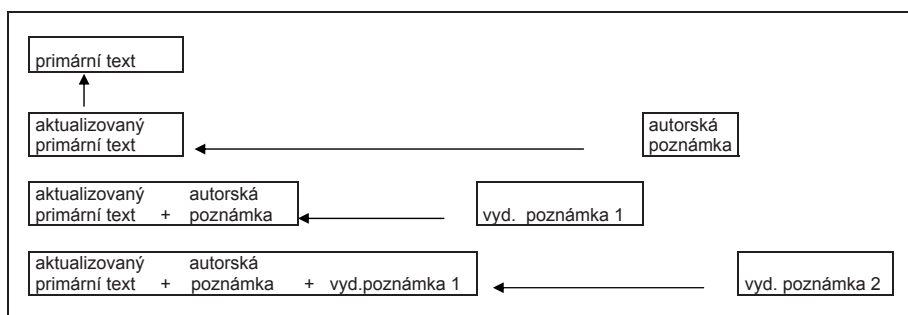 primární text
aktualizovaný
primární text
autorská
poznámka
aktualizovaný autorská
primární text + poznámka
vyd. poznámka 1
aktualizovaný autorská
primární text + poznámka + vyd.poznámka 1
vyd. poznámka 2